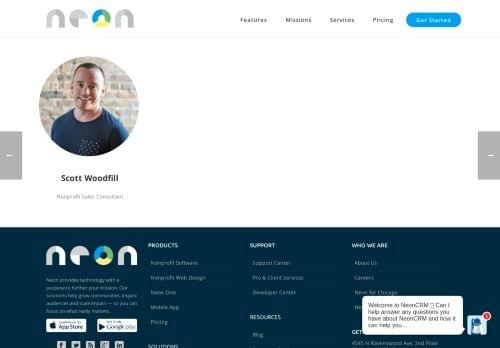 neon
Features
Missions
Services
Pricing
Get Started
Scott Woodfill
Nonprofit Sales Consultant
neon
Neon provides technology with a
purpose to further your mission. Our
solutions help grow communities, inspire
audiences and scale impact — so you can
focus on what really matters.
Available on the
App Store
Google play
PRODUCTS
Nonprofit Software
Nonprofit Web Design
Neon One
Mobile App
Pricing
SOLUTIONS
SUPPORT
Support Center
Pro & Client Services
Developer Center
RESOURCES
Blog
WHO WE ARE
About Us
Careers
Neon for Chicago
GET
4545 N Ravenswood Ave, 2nd Floor
Welcome to NeonCRM Can I
help answer any questions you
have about NeonCRM and how it
can help you...
1